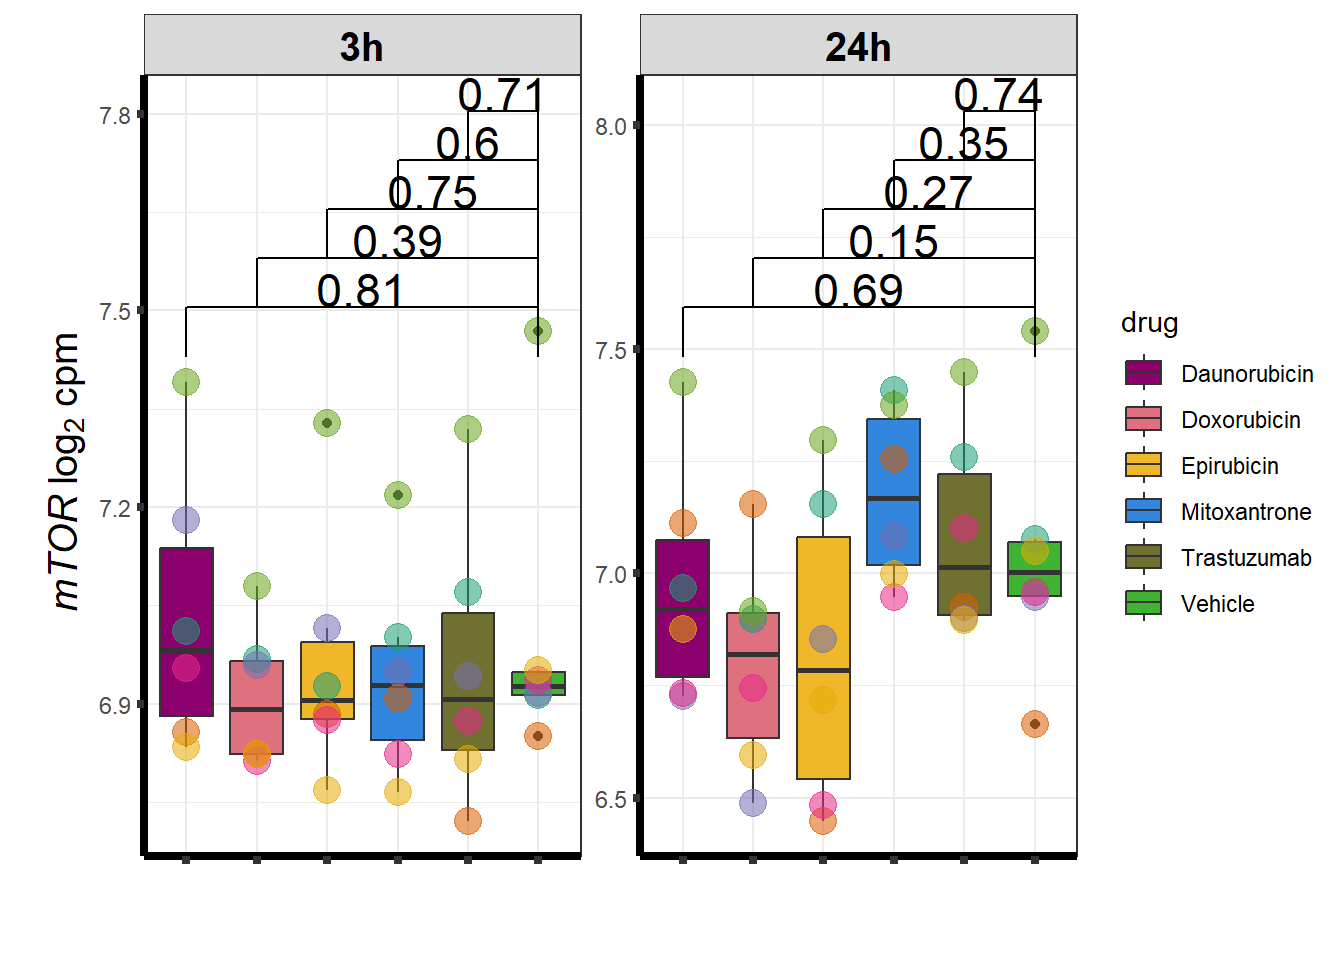 3h
24h
0.71
0.6
0.75
0.39
0.81
0.74
0.35
0.27
0.15
0.69
7.8
7.5
7.2
6.9
8.0
7.5
7.0
6.5
mTOR log₂ cpm
drug
Daunorubicin
Doxorubicin
Epirubicin
Mitoxantrone
Trastuzumab
Vehicle